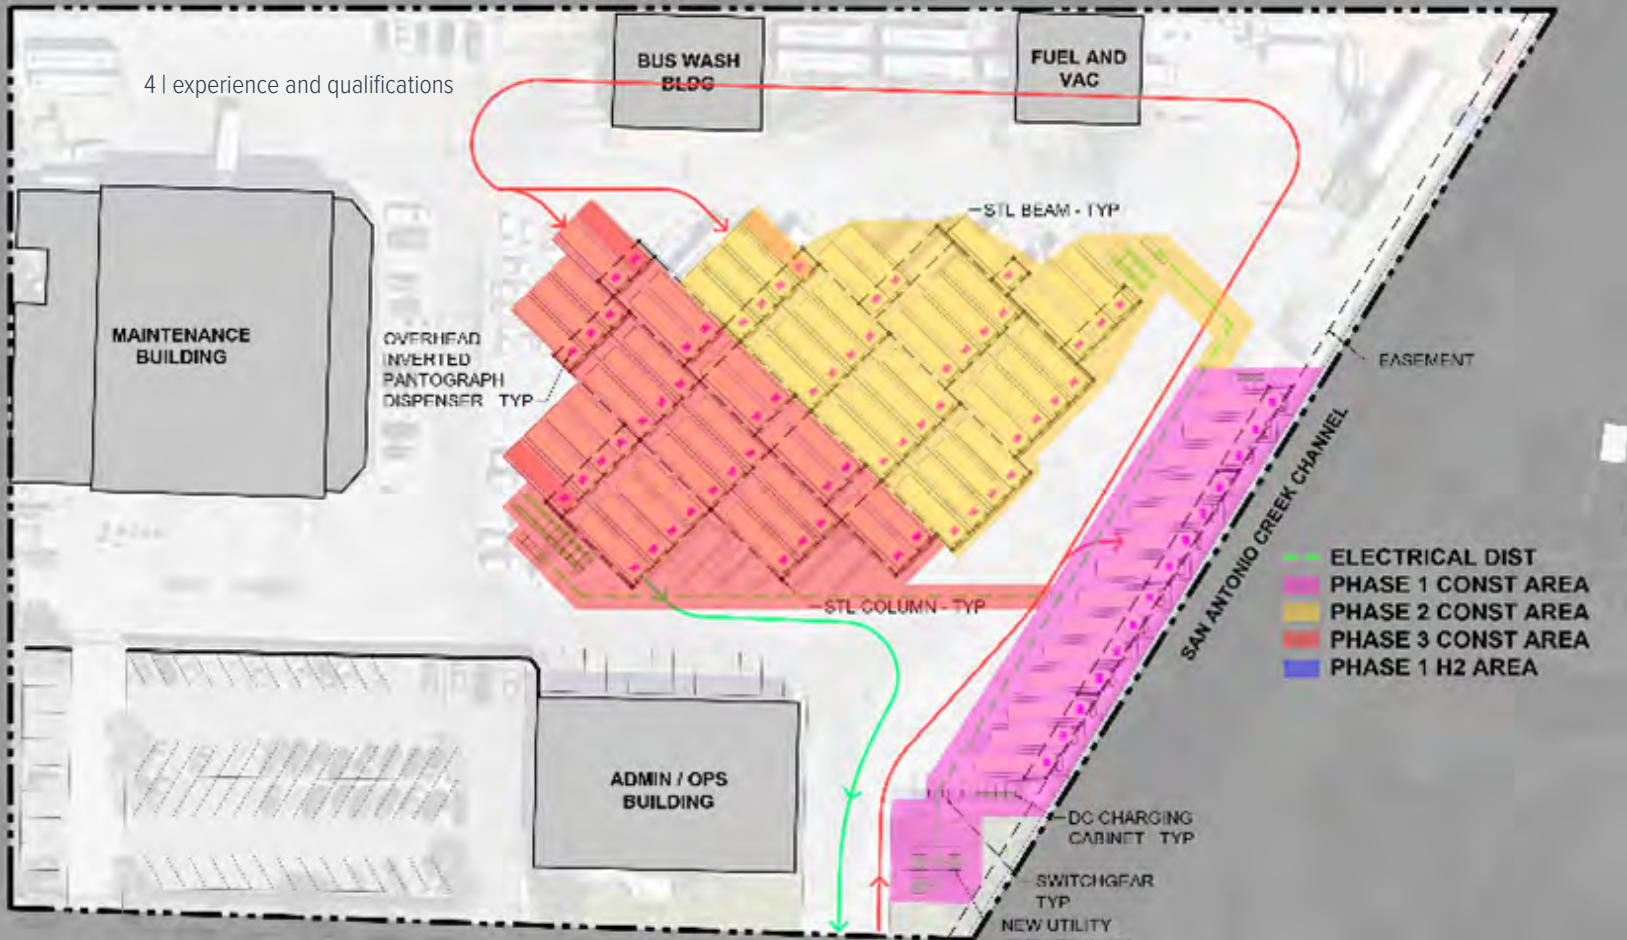 BUS WASH
BLDG
FUEL AND
VAC
4 | experience and qualifications
STL BEAM - TYP
MAINTENANCE
BUILDING
OVERHEAD
INVERTED
PANTOGRAPH
DISPENSER TYP
EASEMENT
SAN ANTONIO CREEK CHANNEL
ELECTRICAL DIST
PHASE 1 CONST AREA
PHASE 2 CONST AREA
PHASE 3 CONST AREA
PHASE 1 H2 AREA
STL COLUMN - TYP
ADMIN / OPS
BUILDING
DC CHARGING
CABINET TYP
SWITCHGEAR
TYP
NEW UTILITY